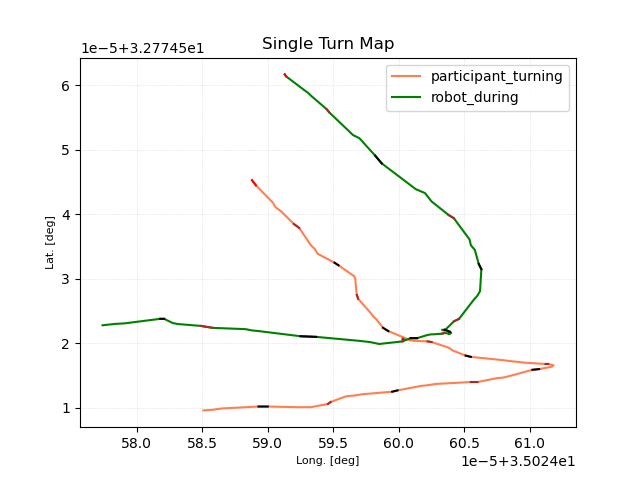 Single Turn Map
1e-5+3.27745e1
participant_turning
robot_during
6
5
4
3
2
1
Lat. [deg]
58.0 58.5 59.0 59.5 60.0 60.5 61.0
Long. [deg]
1e-5+3.5024e1